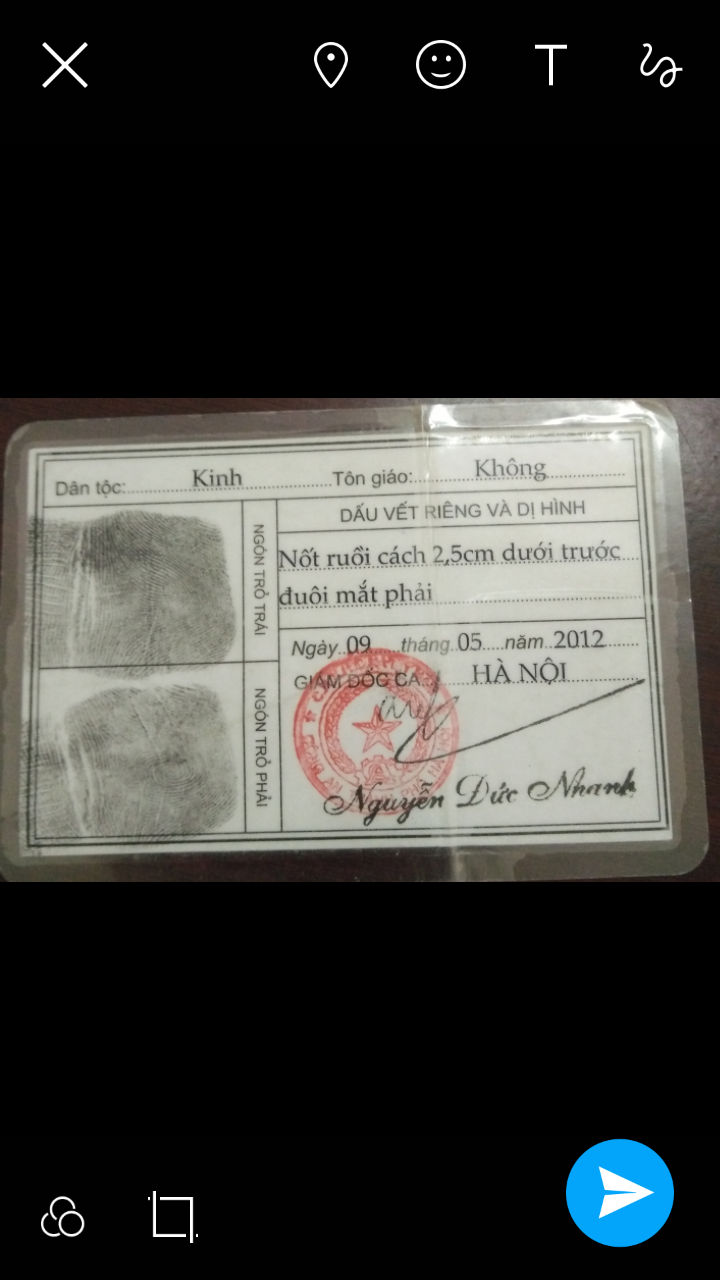 T
Dân tộc: Kinh Tôn giáo: Không
NGÓN TRỎ TRÁI
DẤU VẾT RIÊNG VÀ DỊ HÌNH
Nốt ruồi cách 2,5cm dưới trước
đuôi mắt phải
NGÓN TRỎ PHẢI
Ngày 09 tháng 05 năm 2012
GIÁM ĐỐC CA HÀ NỘI
Nguyễn Đức Nhanh